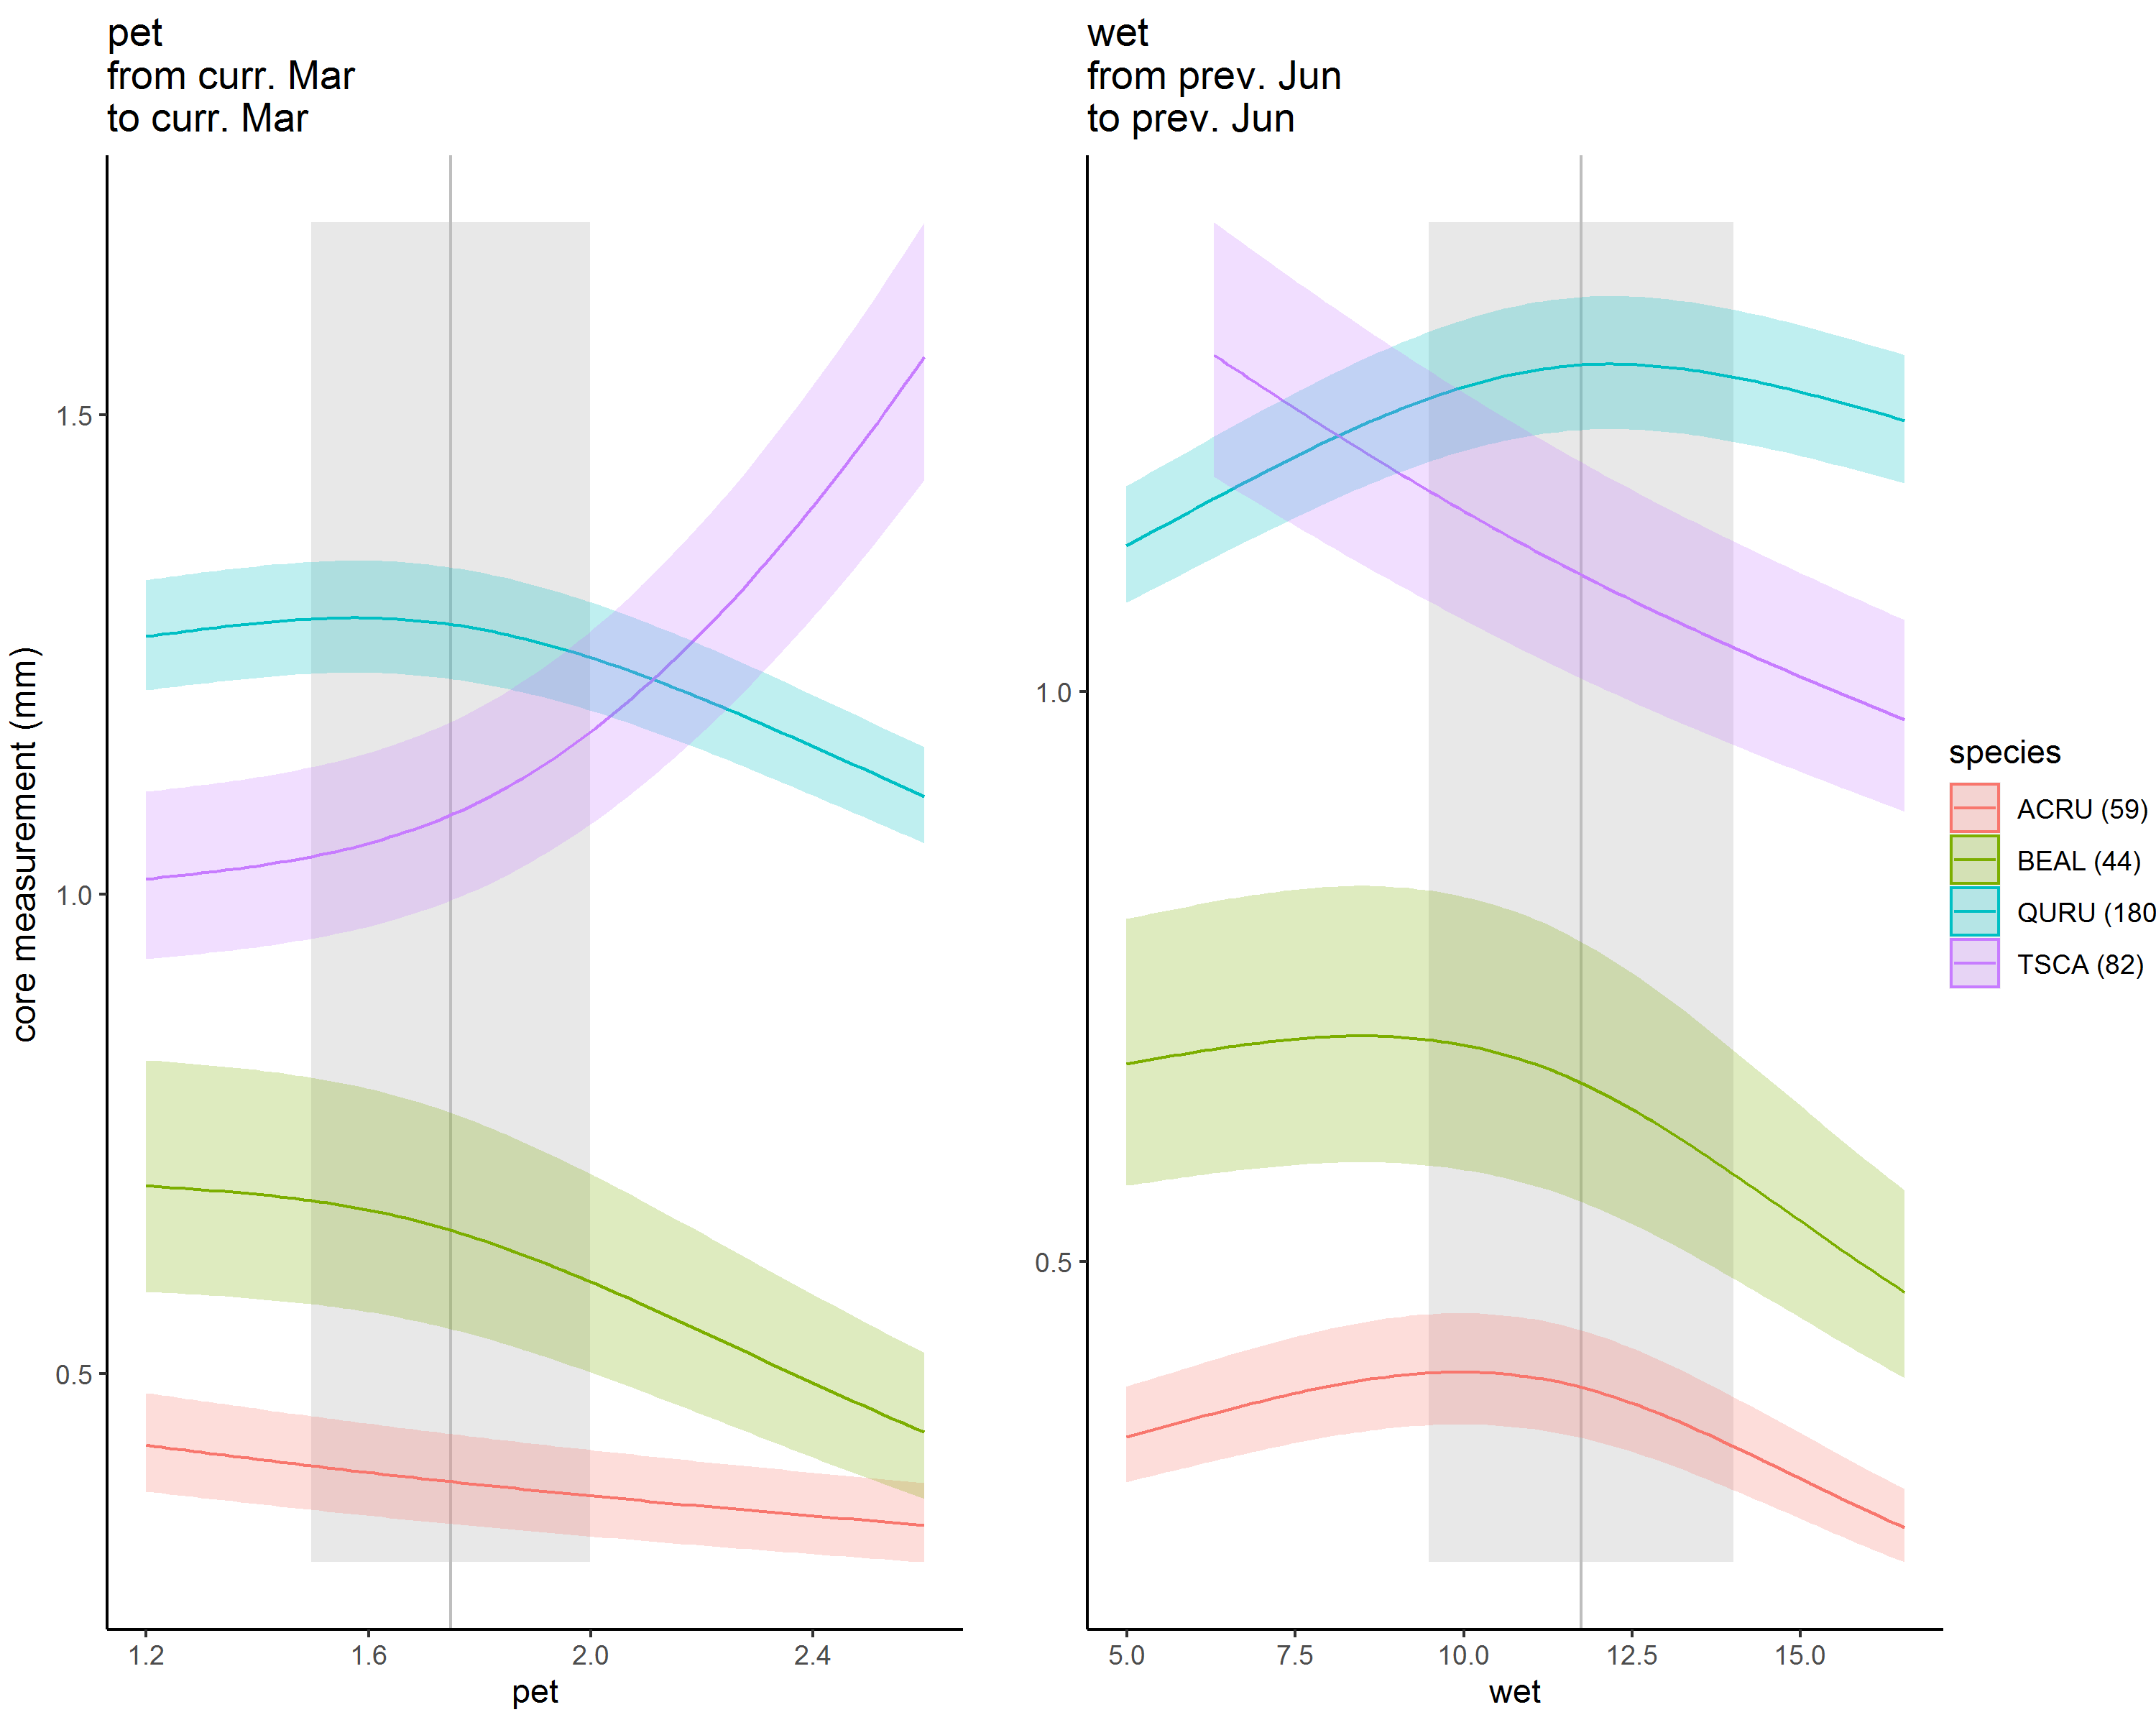 pet
from curr. Mar
to curr. Mar
wet
from prev. Jun
to prev. Jun
core measurement (mm)
1.5
1.0
0.5
1.2 1.6 2.0 2.4
pet
1.0
0.5
5.0 7.5 10.0 12.5 15.0
wet
species
ACRU (59)
BEAL (44)
QURU (180
TSCA (82)